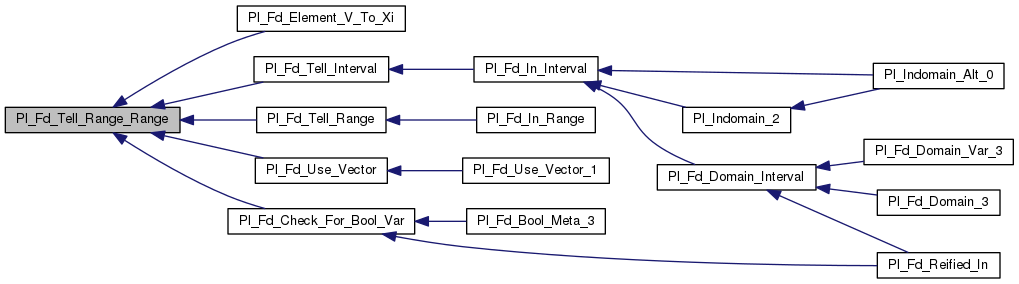 Pl_Fd_Element_V_To_Xi
Pl_Fd_Tell_Interval
Pl_Fd_In_Interval
Pl_Indomain_Alt_0
Pl_Fd_Tell_Range_Range
Pl_Fd_Tell_Range
Pl_Fd_In_Range
Pl_Indomain_2
Pl_Fd_Use_Vector
Pl_Fd_Use_Vector_1
Pl_Fd_Domain_Interval
Pl_Fd_Domain_Var_3
Pl_Fd_Domain_3
Pl_Fd_Check_For_Bool_Var
Pl_Fd_Bool_Meta_3
Pl_Fd_Reified_In